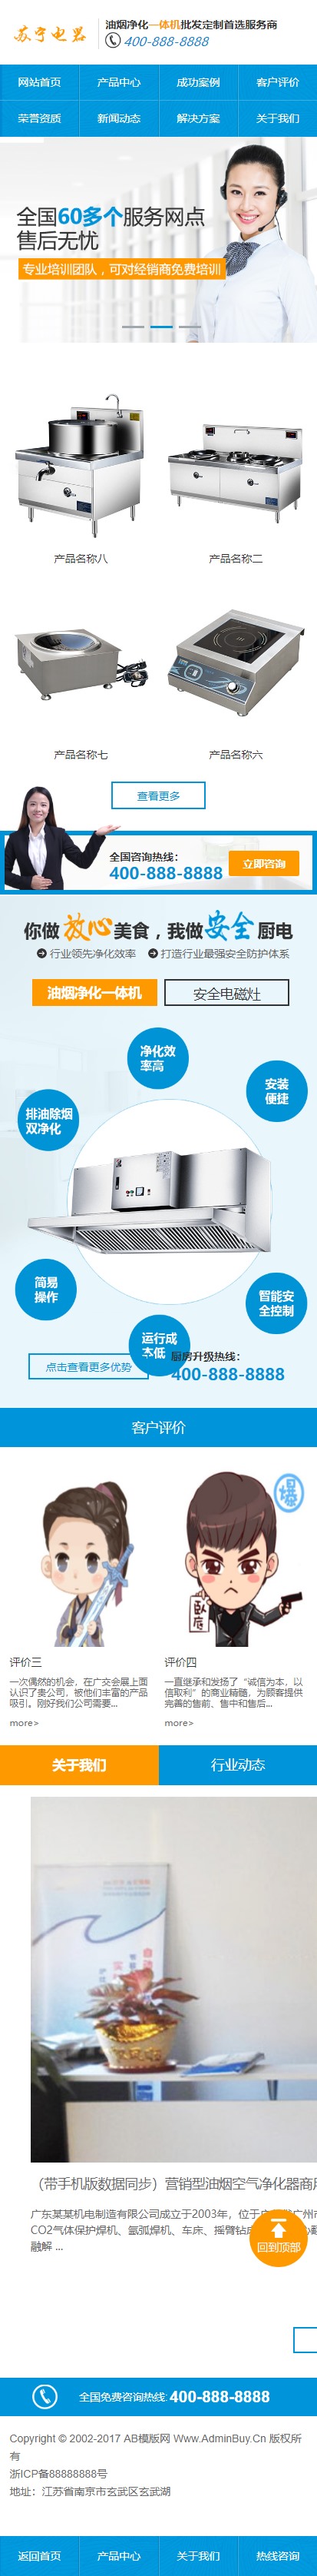 苏宁电器
油烟净化一体机批发定制首选服务商
400-888-8888
网站首页 产品中心 成功案例 客户评价
荣誉资质 新闻动态 解决方案 关于我们
全国60多个服务网点
售后无忧
专业培训团队，可对经销商免费培训
产品名称八 产品名称二
产品名称七 产品名称六
查看更多
全国咨询热线：
400-888-8888
立即咨询
你做放心美食，我做安全厨电
行业领先净化效率 打造行业最强安全防护体系
油烟净化一体机 安全电磁灶
净化效
率高
安装
便捷
排油除烟
双净化
简易
操作
智能安
全控制
运行成
本低
点击查看更多优势
厨房升级热线：
400-888-8888
客户评价
爆
卧底
评价三
一次偶然的机会，在广交会展上面
认识了贵公司，被他们丰富的产品
吸引。刚好我们公司需要...
more>
评价四
一直继承和发扬了“诚信为本，以
信取利”的商业精髓，为顾客提供
完善的售前、售中和售后...
more>
关于我们 行业动态
（带手机版数据同步）营销型油烟空气净化器商用
广东某某机电制造有限公司成立于2003年，位于
CO2气体保护焊机、氩弧焊机、车床、摇臂钻
融解 ...
回到顶部
全国免费咨询热线: 400-888-8888
Copyright © 2002-2017 AB模版网 Www.AdminBuy.Cn 版权所
有
浙ICP备88888888号
地址：江苏省南京市玄武区玄武湖
返回首页 产品中心 关于我们 热线咨询